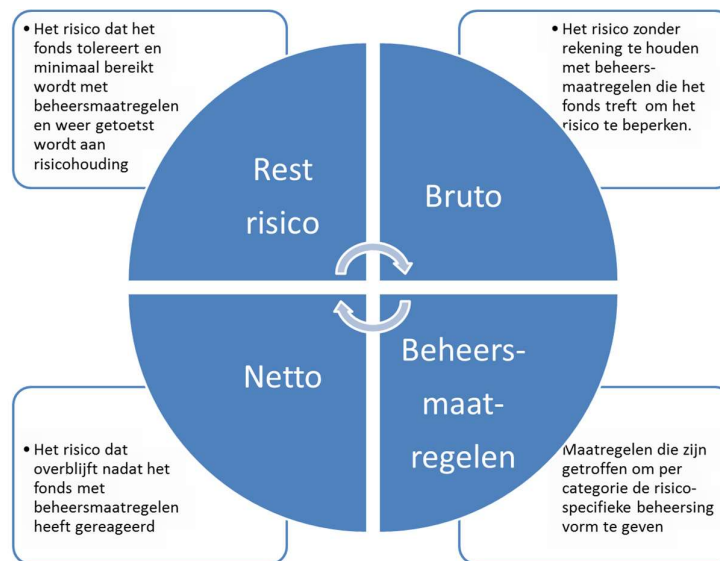 • Het risico dat het
fonds tolereert en
minimaal bereikt
wordt met
beheersmaatregelen
en weer getoetst
wordt aan
risicohouding
• Het risico zonder
rekening te houden
met beheers-
maatregelen die het
fonds treft om het
risico te beperken.
Rest
risico
Bruto
Netto
Beheers-
maat-
regelen
• Het risico dat
overblijft nadat het
fonds met
beheersmaatregelen
heeft gereageerd
Maatregelen die zijn
getroffen om per
categorie de risico-
specifieke beheersing
vorm te geven